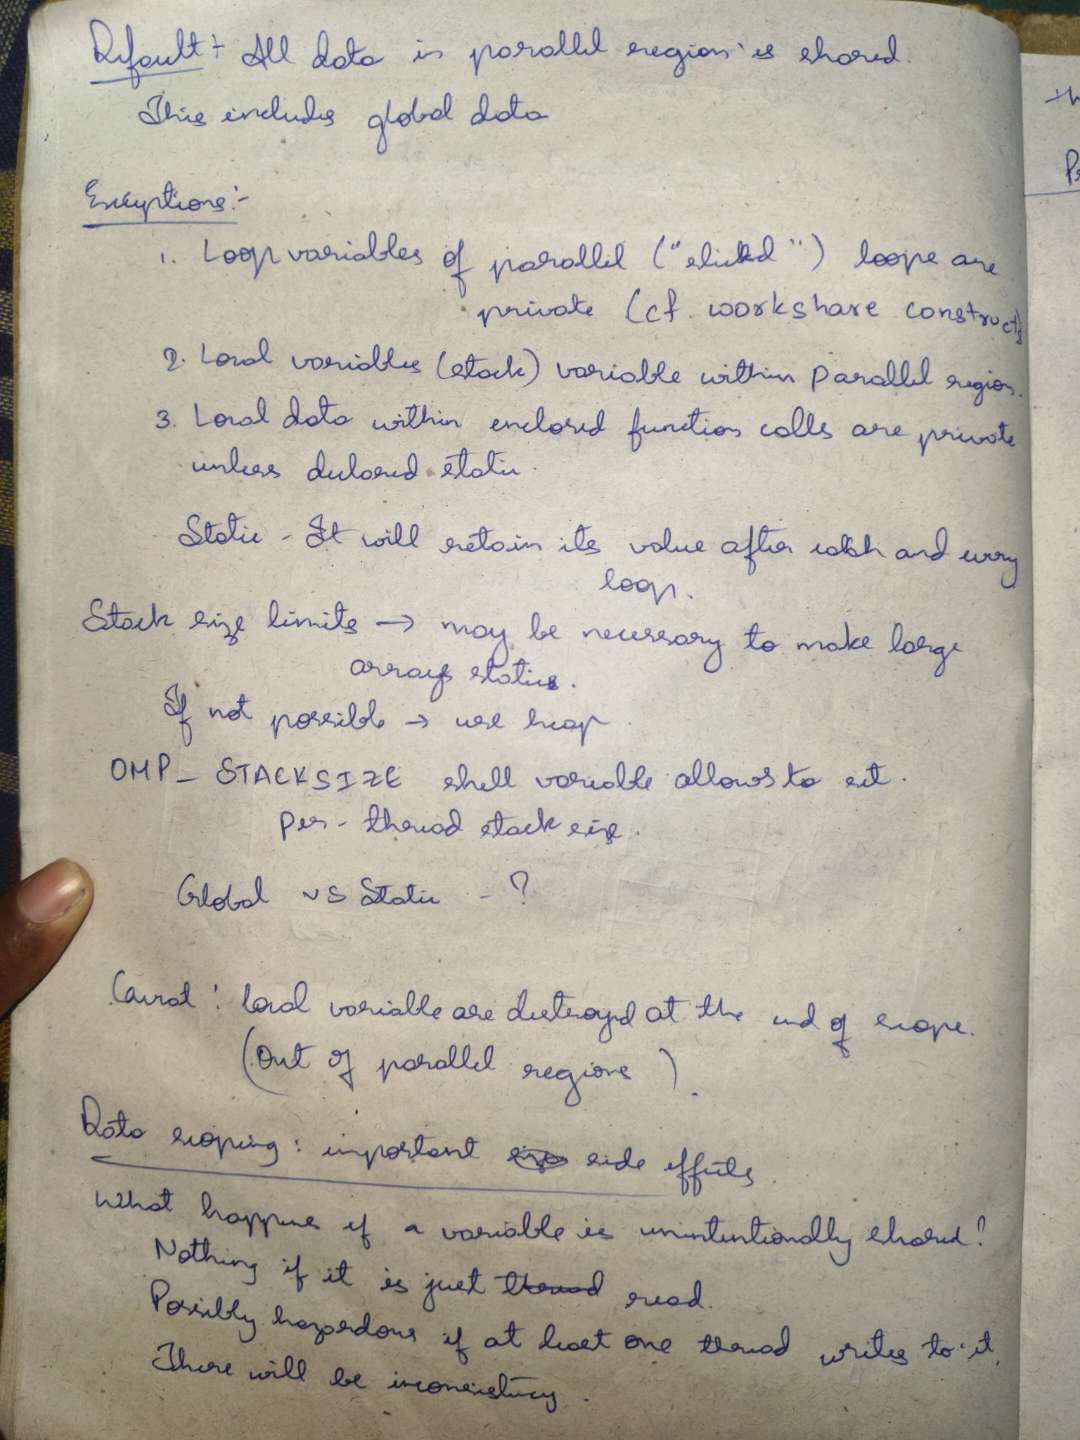 Default :- All data in parallel region is shared.
This includes global data
Exceptions:-
1. Loop variables of parallel ("sliced") loops are
private (cf. workshare constructs)
2. Local variables (stack) variable within parallel region.
3. Local data within enclosed function calls are private
unless declared static.
Static - It will retain its value after each and every
loop.
Stack size limits → may be necessary to make large
arrays static.
If not possible → use heap.
OMP_STACKSIZE shell variable allows to set.
per-thread stack size.
Global vs Static - ?
Caveat : local variable are destroyed at the end of scope.
(Out of parallel regions).
Data scoping: important side effects
What happens if a variable is unintentionally shared?
Nothing if it is just read.
Possibly hazardous if at least one thread writes to it.
There will be inconsistency.